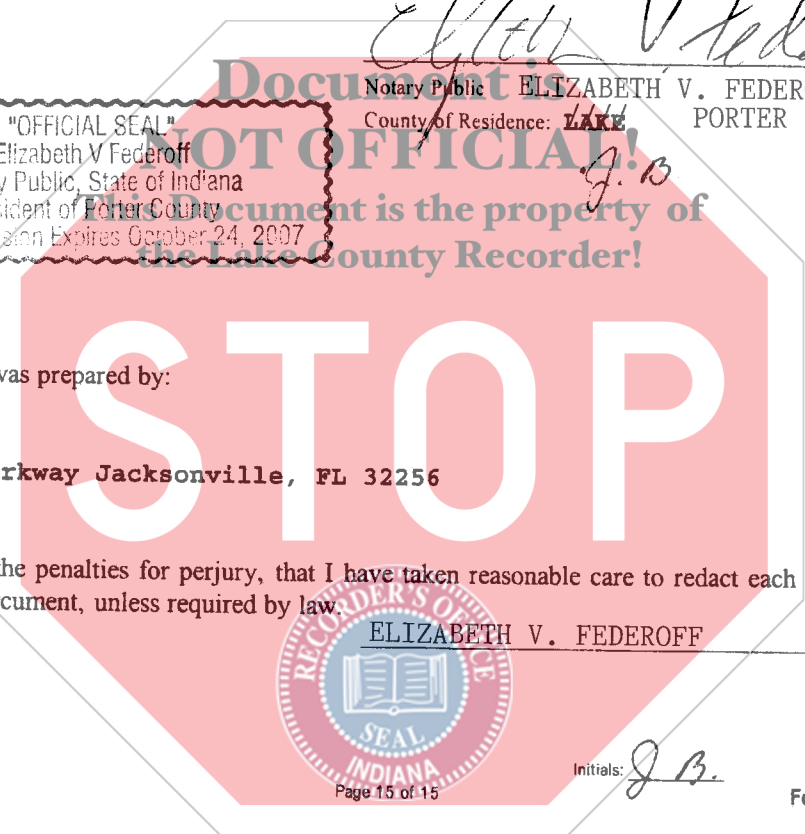 Document is
Notary Public ELIZABETH V. FEDER
County of Residence: LAKE PORTER
"OFFICIAL SEAL"
Elizabeth V Federoff
y Public, State of Indiana
sident of Porter County
sion Expires October 24, 2007
NOT OFFICIAL!
J. B
This Document is the property of
the Lake County Recorder!
STOP
was prepared by:
rkway Jacksonville, FL 32256
the penalties for perjury, that I have taken reasonable care to redact each
cument, unless required by law.
ELIZABETH V. FEDEROFF
RECORDER'S OFFICE
SEAL
INDIANA
Initials: J B.
Page 15 of 15
Fo